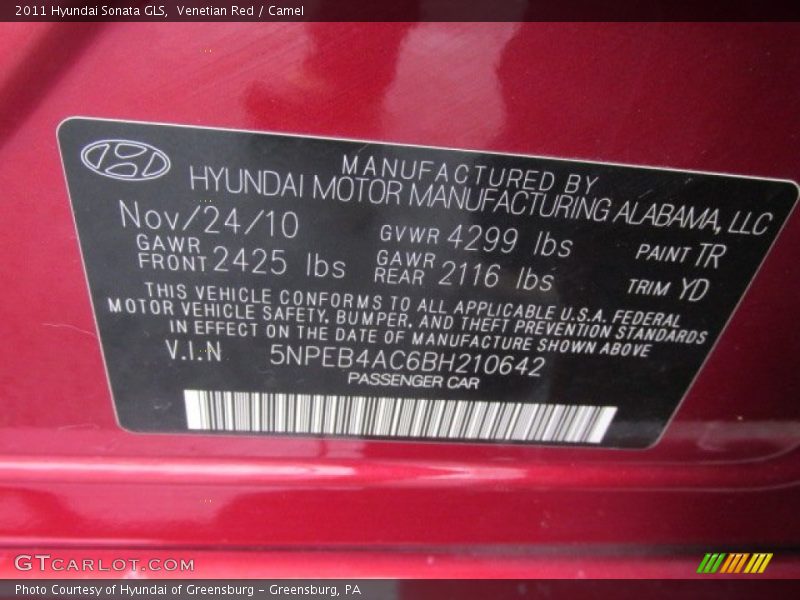 2011 Hyundai Sonata GLS, Venetian Red / Camel
MANUFACTURED BY
HYUNDAI MOTOR MANUFACTURING ALABAMA, LLC
Nov/24/10
GVWR 4299 lbs
PAINT TR
GAWR FRONT 2425 lbs
GAWR REAR 2116 lbs
TRIM YD
THIS VEHICLE CONFORMS TO ALL APPLICABLE U.S.A. FEDERAL
MOTOR VEHICLE SAFETY, BUMPER, AND THEFT PREVENTION STANDARDS
IN EFFECT ON THE DATE OF MANUFACTURE SHOWN ABOVE
V.I.N 5NPEB4AC6BH210642
PASSENGER CAR
GTCARLOT.COM
Photo Courtesy of Hyundai of Greensburg - Greensburg, PA